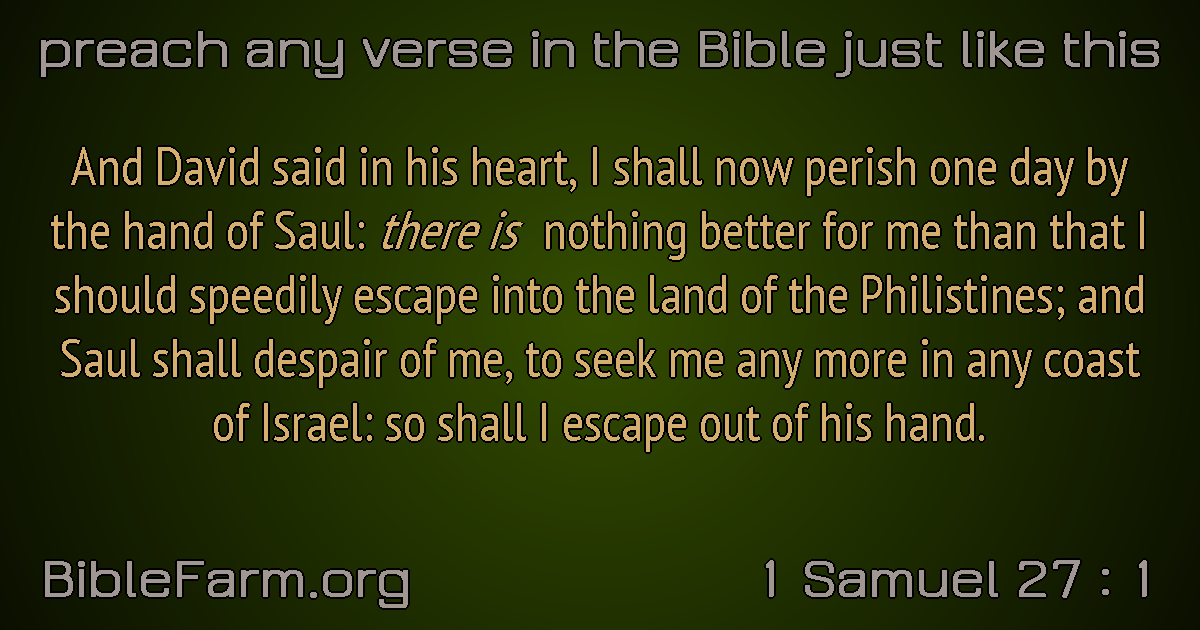 preach any verse in the Bible just like this
And David said in his heart, I shall now perish one day by
the hand of Saul: there is nothing better for me than that I
should speedily escape into the land of the Philistines; and
Saul shall despair of me, to seek me any more in any coast
of Israel: so shall I escape out of his hand.
BibleFarm.org
1 Samuel 27 : 1